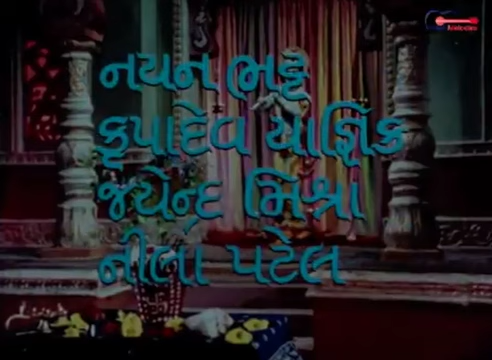 નયન ભટ્ટ
કૃપાદેવ યાજ્ઞિક
જયેન્દ્ર મિશ્રા
નીલા પટેલ